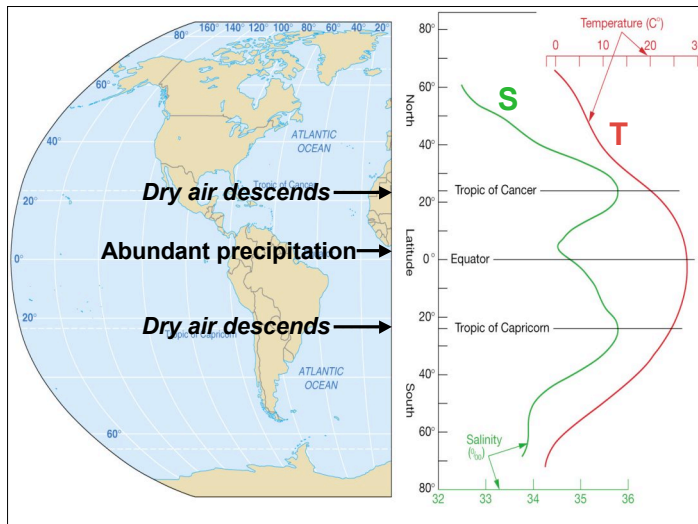 160° 140° 120° 100° 80° 60° 40° 20°
80°
60°
40°
20°
0°
20°
60°
ATLANTIC
OCEAN
Tropic of Cancer
Dry air descends
Abundant precipitation
Dry air descends
Tropic of Capricorn
ATLANTIC
OCEAN
Temperature (C°)
0 10 20
S
T
80°
60°
40°
20°
0°
20°
40°
60°
80°
North
Latitude
South
Tropic of Cancer
Equator
Tropic of Capricorn
Salinity
(0/00)
32 33 34 35 36